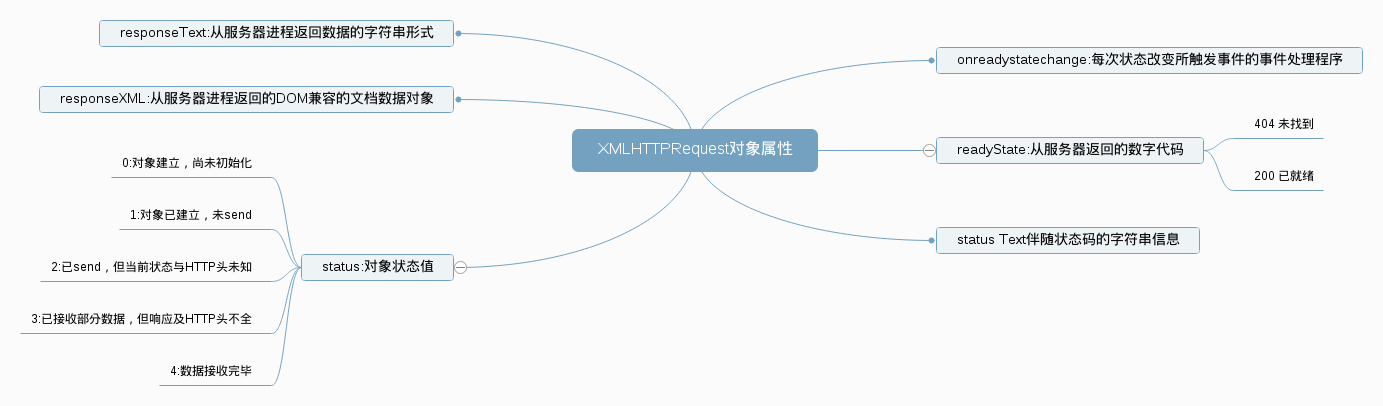 XMLHTTPRequest对象属性
onreadystatechange:每次状态改变所触发事件的事件处理程序
readyState:从服务器返回的数字代码
404 未找到
200 已就绪
status Text伴随状态码的字符串信息
responseText:从服务器进程返回数据的字符串形式
responseXML:从服务器进程返回的DOM兼容的文档数据对象
status:对象状态值
0:对象建立，尚未初始化
1:对象已建立，未send
2:已send，但当前状态与HTTP头未知
3:已接收部分数据，但响应及HTTP头不全
4:数据接收完毕